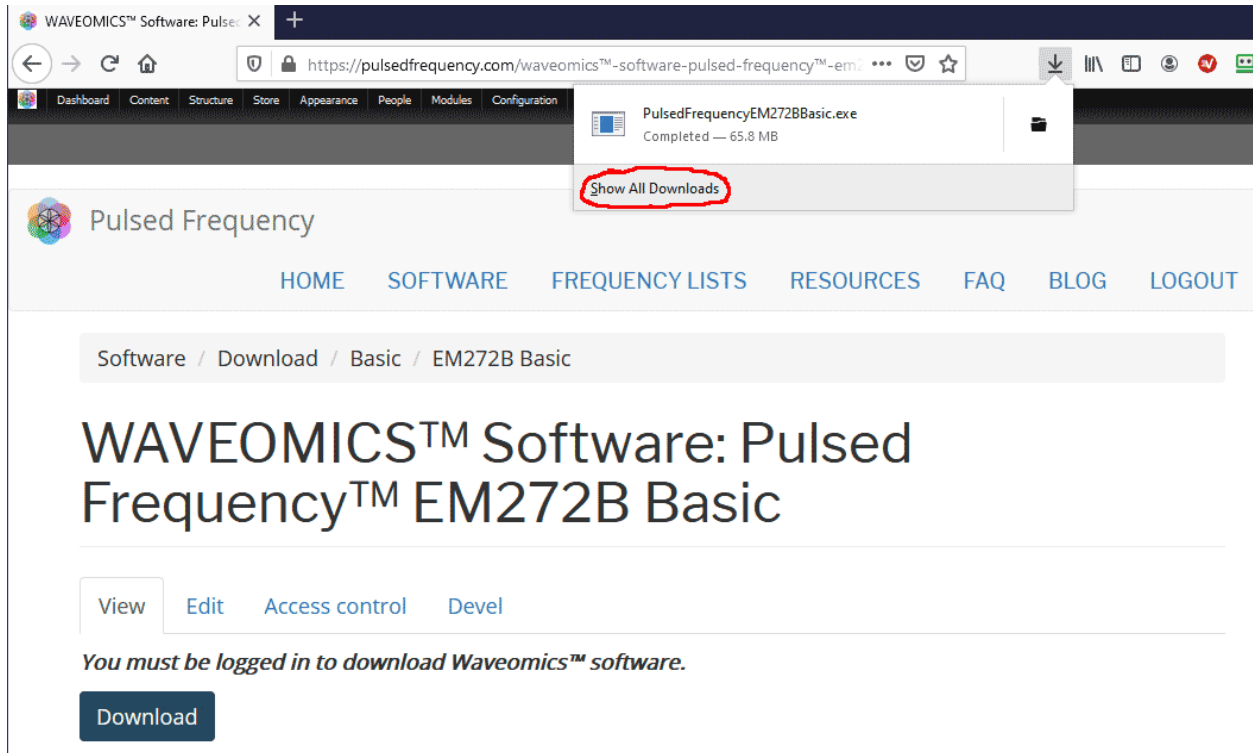 WAVEOMICS™ Software: Pulsed
https://pulsedfrequency.com/waveomics™-software-pulsed-frequency™-em2
Dashboard Content Structure Store Appearance People Modules Configuration
PulsedFrequencyEM272BBasic.exe
Completed — 65.8 MB
Show All Downloads
Pulsed Frequency
HOME SOFTWARE FREQUENCY LISTS RESOURCES FAQ BLOG LOGOUT
Software / Download / Basic / EM272B Basic
WAVEOMICS™ Software: Pulsed
Frequency™ EM272B Basic
View Edit Access control Devel
You must be logged in to download Waveomics™ software.
Download